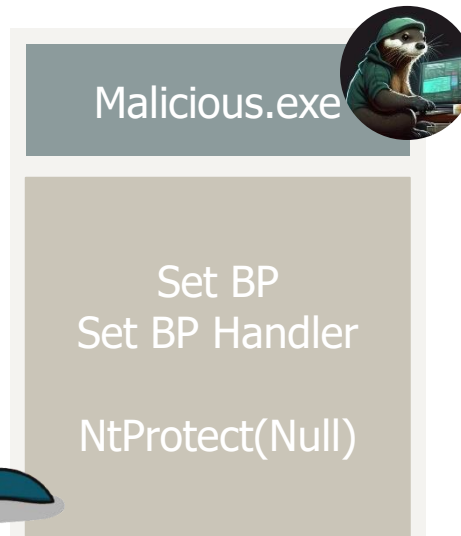 Malicious.exe
Set BP
Set BP Handler
NtProtect(Null)